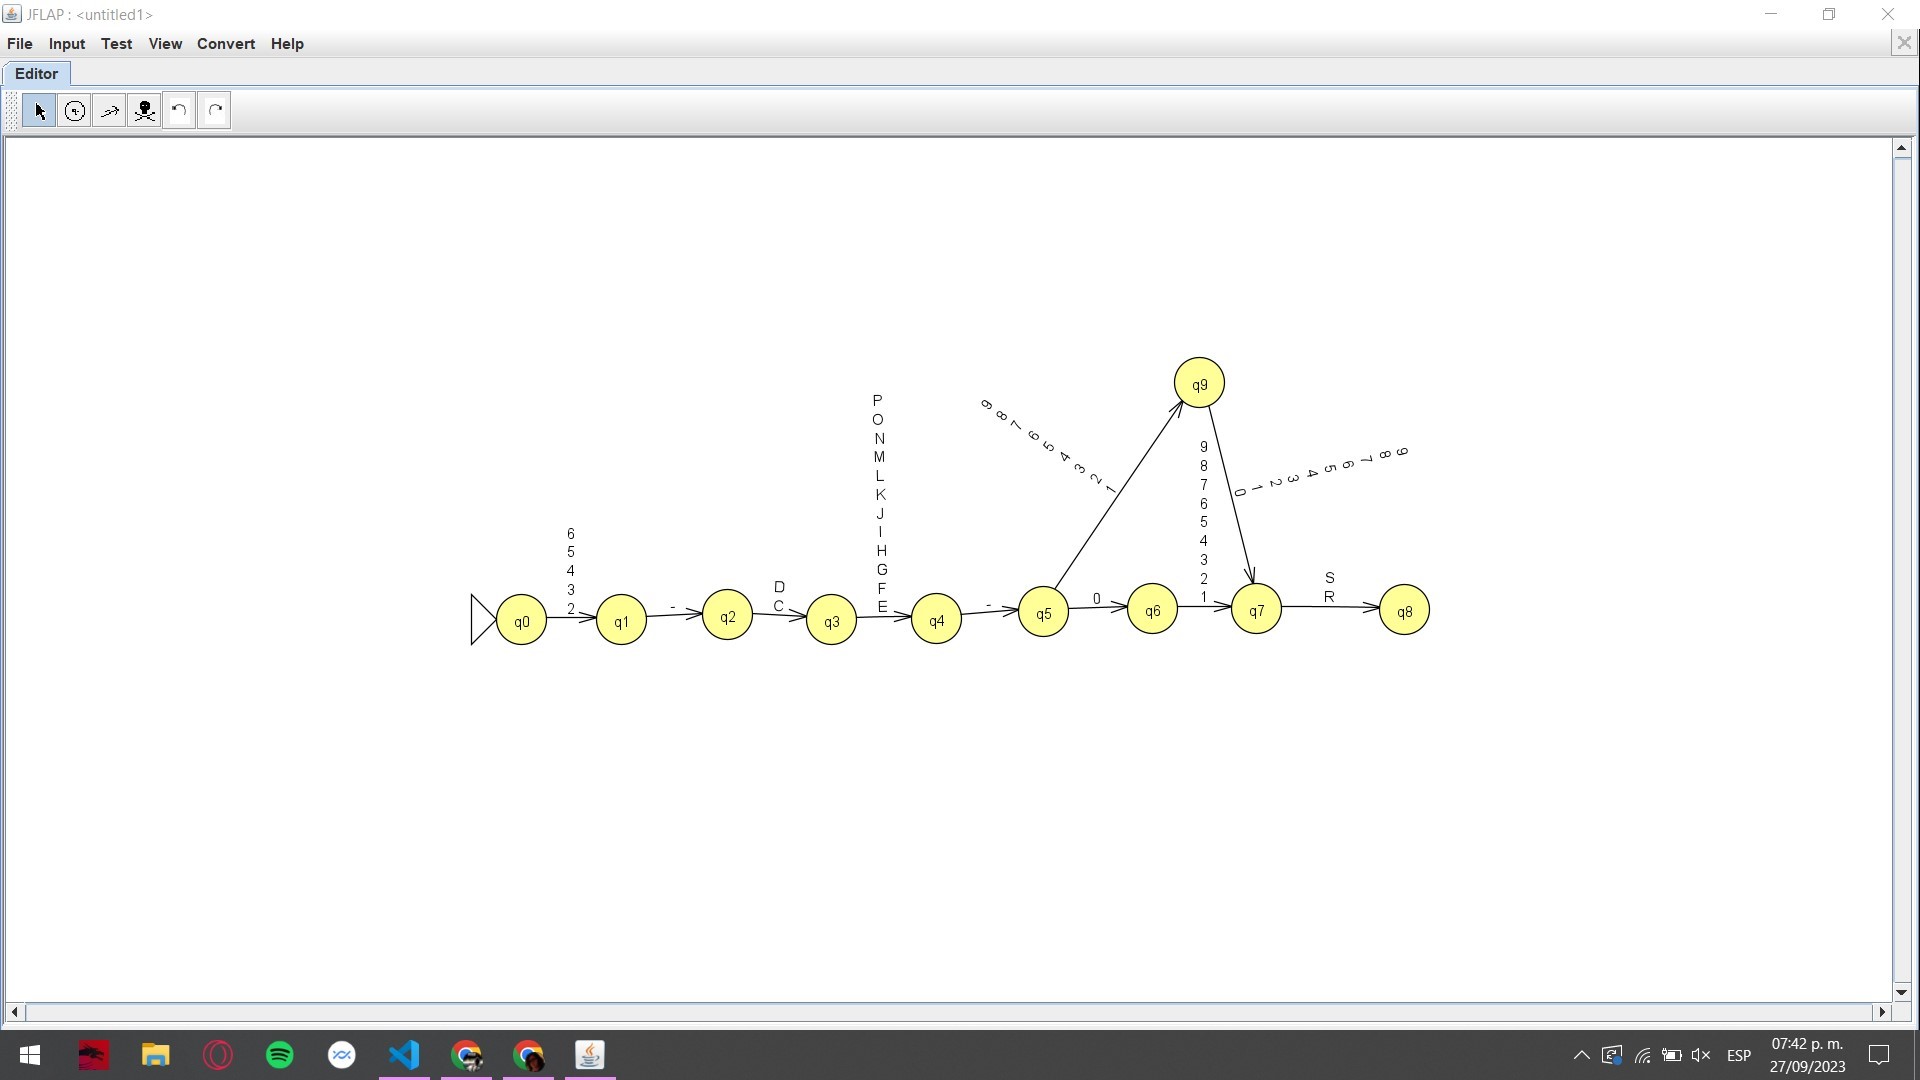 JFLAP : <untitled1>
File Input Test View Convert Help
Editor
q9
9 8 7 6 5 4 3 2 1
9
8
7
6
5
4
3
2
1
0 1 2 3 4 5 6 7 8 9
P
O
N
M
L
K
J
I
H
G
F
E
6
5
4
3
2
-
D
C
-
0
S
R
q0 q1 q2 q3 q4 q5 q6 q7 q8
ESP
07:42 p. m.
27/09/2023